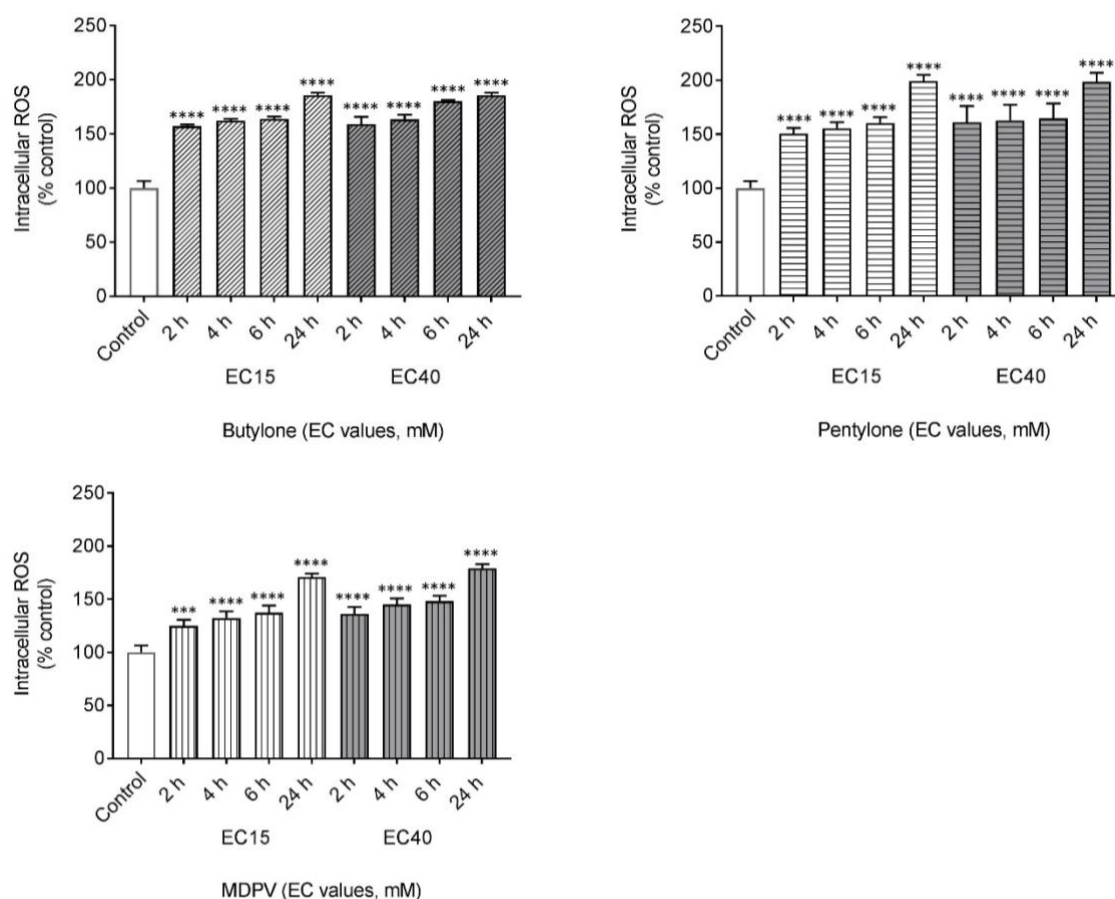 Intracellular ROS
(% control)
250
200
150
100
50
0
**** **** **** **** **** **** **** ****
Control 2 h 4 h 6 h 24 h 2 h 4 h 6 h 24 h
EC15 EC40
Butylone (EC values, mM)
Intracellular ROS
(% control)
250
200
150
100
50
0
**** **** **** **** **** **** **** ****
Control 2 h 4 h 6 h 24 h 2 h 4 h 6 h 24 h
EC15 EC40
Pentylone (EC values, mM)
Intracellular ROS
(% control)
250
200
150
100
50
0
*** **** **** **** **** **** **** ****
Control 2 h 4 h 6 h 24 h 2 h 4 h 6 h 24 h
EC15 EC40
MDPV (EC values, mM)